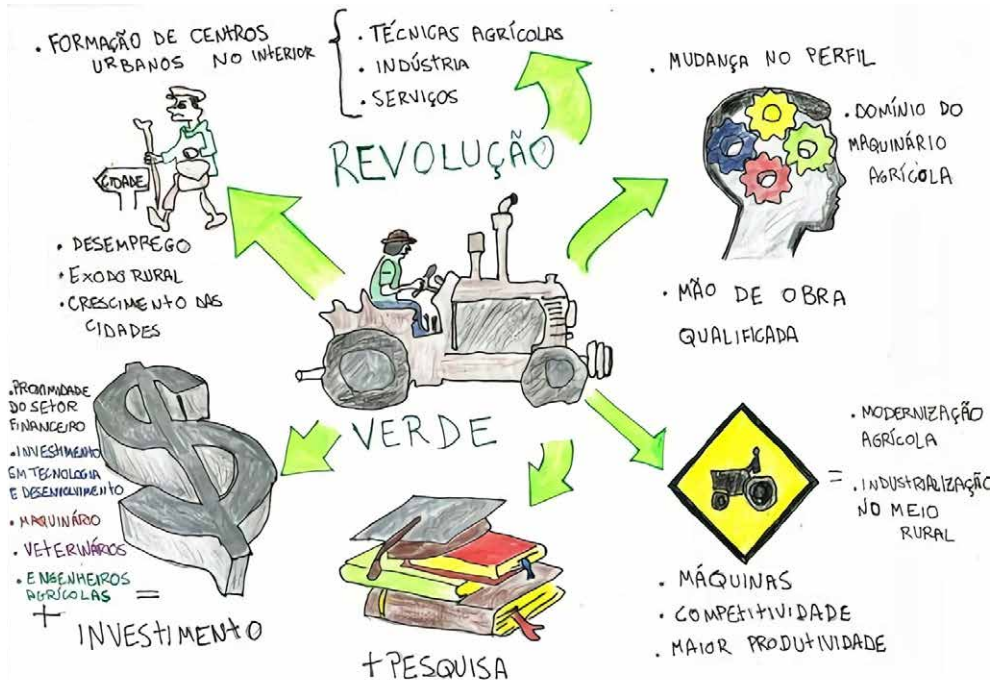 . FORMAÇÃO DE CENTROS
URBANOS NO INTERIOR
. TÉCNICAS AGRÍCOLAS
. INDÚSTRIA
. SERVIÇOS
REVOLUÇÃO
CIDADE
. DESEMPREGO
. EXODO RURAL
. CRESCIMENTO DAS
CIDADES
. MUDANÇA NO PERFIL
. DOMÍNIO DO
MAQUINÁRIO
AGRÍCOLA
. MÃO DE OBRA
QUALIFICADA
VERDE
. PROXIMIDADE
DO SETOR
FINANCEIRO
. INVESTIMENTO
EM TECNOLOGIA
E DESENVOLVIMENTO
. MAQUINÁRIO
. VETERINÁRIOS
. ENGENHEIROS
AGRÍCOLAS =
+ INVESTIMENTO
+ PESQUISA
. MODERNIZAÇÃO
AGRÍCOLA
= . INDUSTRIALIZAÇÃO
NO MEIO
RURAL
. MÁQUINAS
. COMPETITIVIDADE
. MAIOR PRODUTIVIDADE